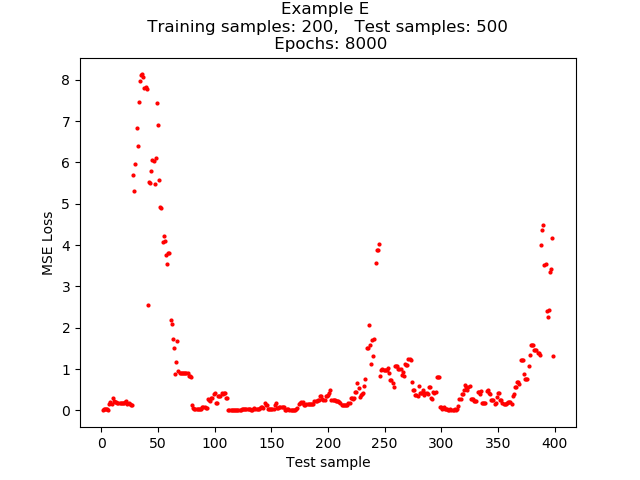 Example E
Training samples: 200,   Test samples: 500
Epochs: 8000
MSE Loss
8
7
6
5
4
3
2
1
0
0 50 100 150 200 250 300 350 400
Test sample